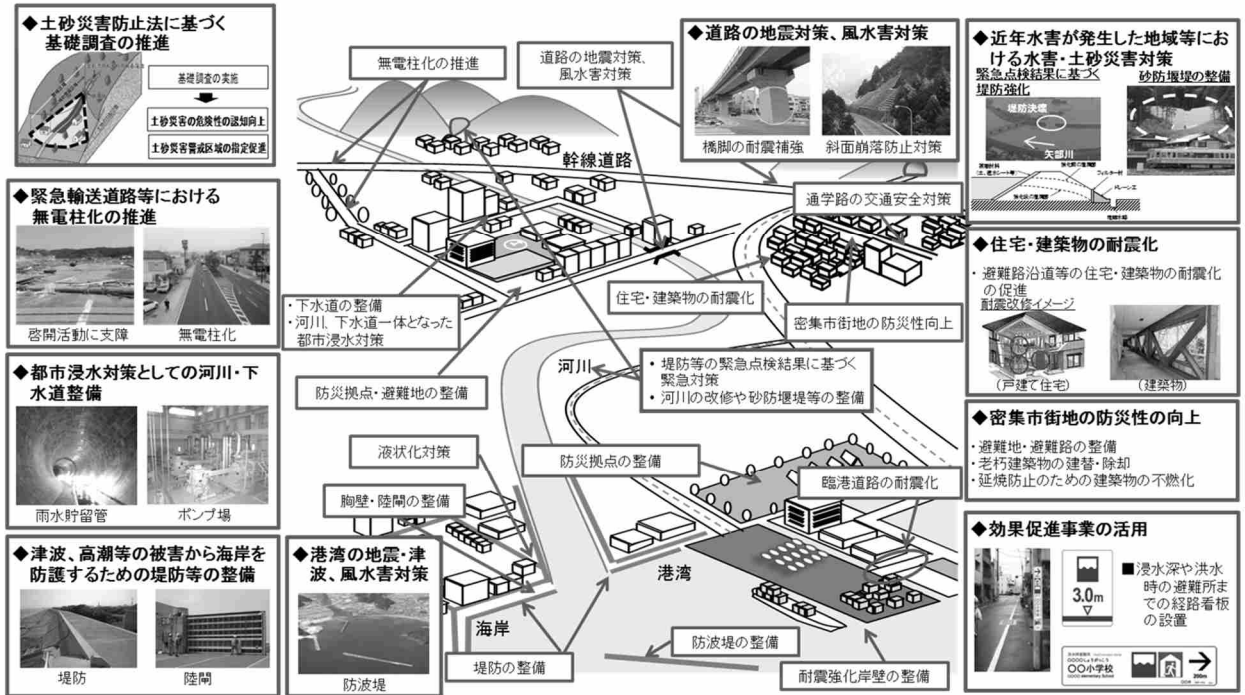 ◆土砂災害防止法に基づく
基礎調査の推進
基礎調査の実施
土砂災害の危険性の認知向上
土砂災害警戒区域の指定促進
◆緊急輸送道路等における
無電柱化の推進
啓開活動に支障
無電柱化
◆都市浸水対策としての河川・下
水道整備
雨水貯留管
ポンプ場
◆津波、高潮等の被害から海岸を
防護するための堤防等の整備
堤防
陸閘
◆港湾の地震・津
波、風水害対策
防波堤
無電柱化の推進
道路の地震対策、
風水害対策
◆道路の地震対策、風水害対策
橋脚の耐震補強
斜面崩落防止対策
幹線道路
通学路の交通安全対策
・下水道の整備
・河川、下水道一体となった
都市浸水対策
住宅・建築物の耐震化
密集市街地の防災性向上
防災拠点・避難地の整備
河川
• 堤防等の緊急点検結果に基づく
緊急対策
• 河川の改修や砂防堰堤等の整備
液状化対策
防災拠点の整備
臨港道路の耐震化
胸壁・陸閘の整備
港湾
海岸
堤防の整備
防波堤の整備
耐震強化岸壁の整備
◆近年水害が発生した地域等にお
ける水害・土砂災害対策
緊急点検結果に基づく
堤防強化
砂防堰堤の整備
堤防決壊
矢部川
ドレーン工
◆住宅・建築物の耐震化
・避難路沿道等の住宅・建築物の耐震化
の促進
耐震改修イメージ
(戸建て住宅)
(建築物)
◆密集市街地の防災性の向上
・避難地・避難路の整備
・老朽建築物の建替・除却
・延焼防止のための建築物の不燃化
◆効果促進事業の活用
3.0m
■浸水深や洪水
時の避難所ま
での経路看板
の設置
〇〇小学校
200m